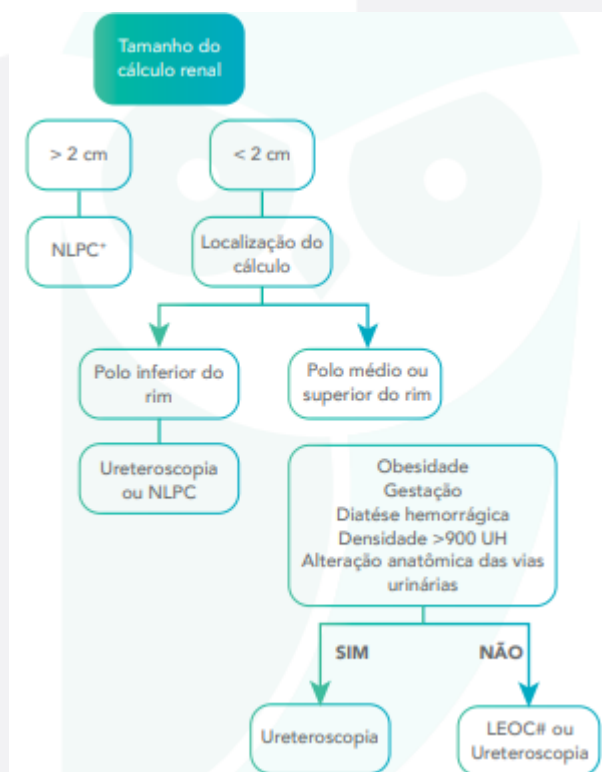 Tamanho do
cálculo renal
> 2 cm
< 2 cm
NLPC*
Localização do
cálculo
Polo inferior do
rim
Polo médio ou
superior do rim
Ureteroscopia
ou NLPC
Obesidade
Gestação
Diatése hemorrágica
Densidade >900 UH
Alteração anatômica das vias
urinárias
SIM
NÃO
Ureteroscopia
LEOC# ou
Ureteroscopia